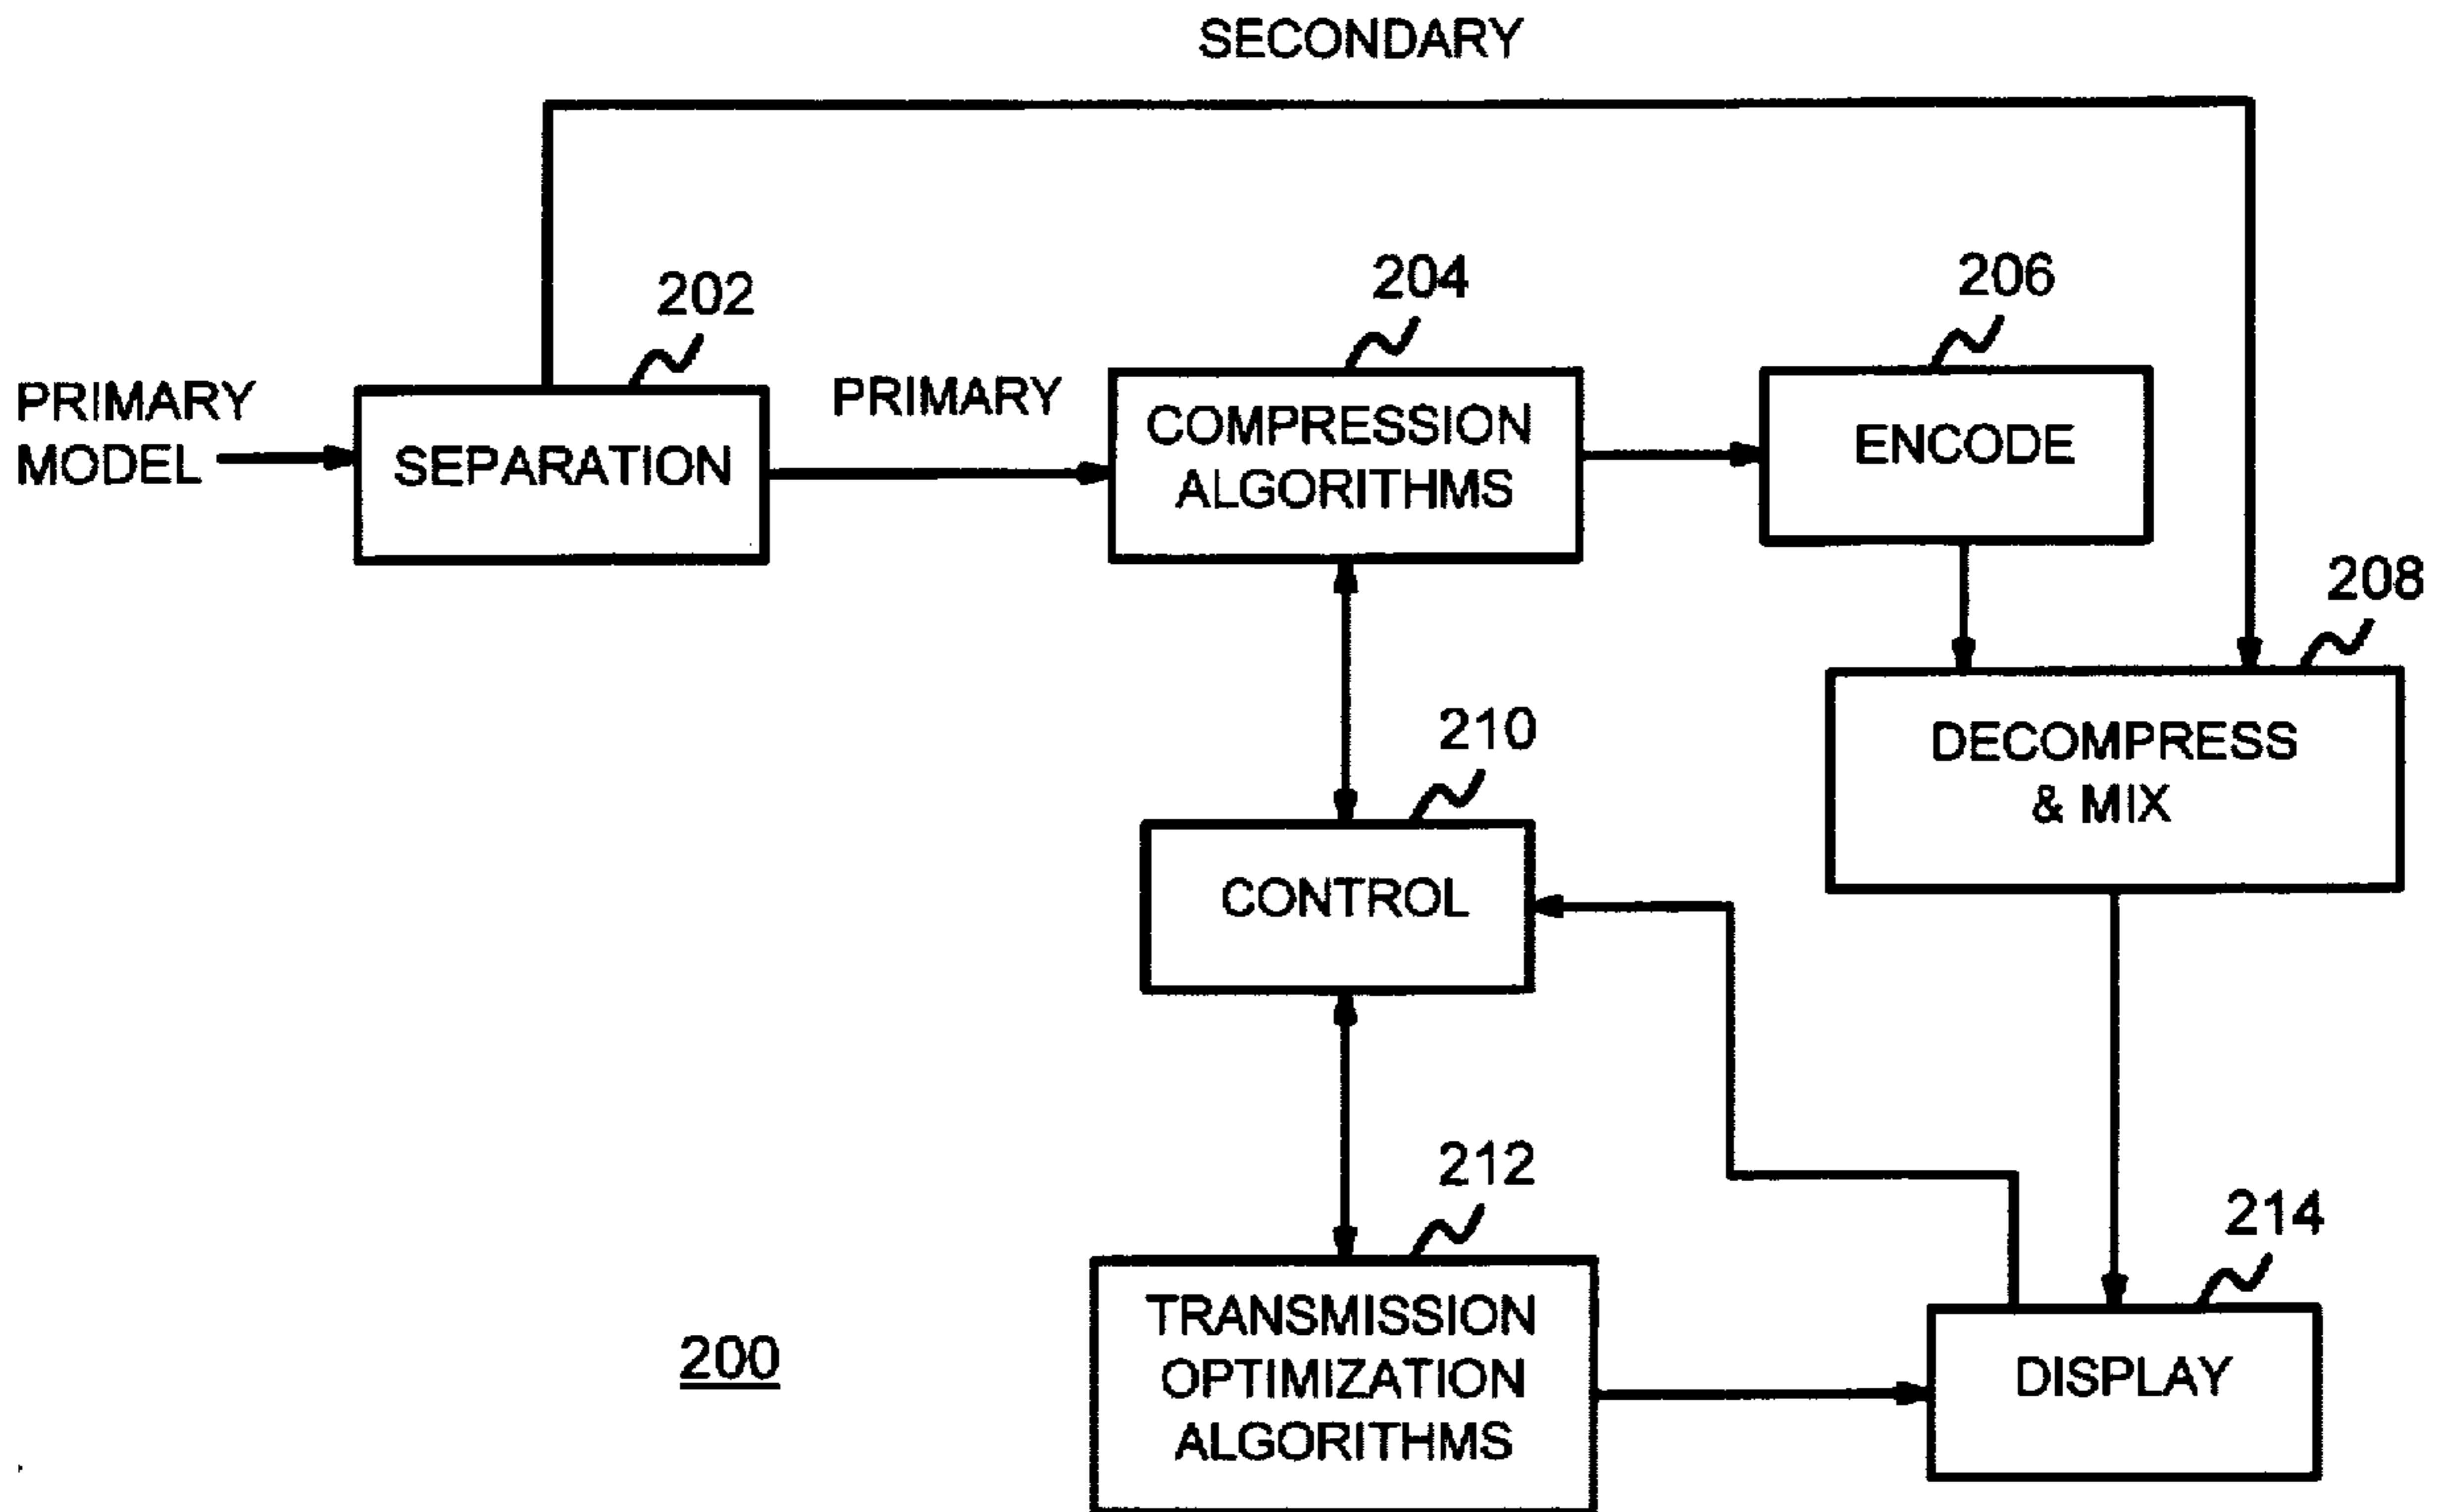 SECONDARY
202
204
206
PRIMARY
MODEL
SEPARATION
PRIMARY
COMPRESSION
ALGORITHMS
ENCODE
208
DECOMPRESS
& MIX
210
CONTROL
212
TRANSMISSION
OPTIMIZATION
ALGORITHMS
214
DISPLAY
200